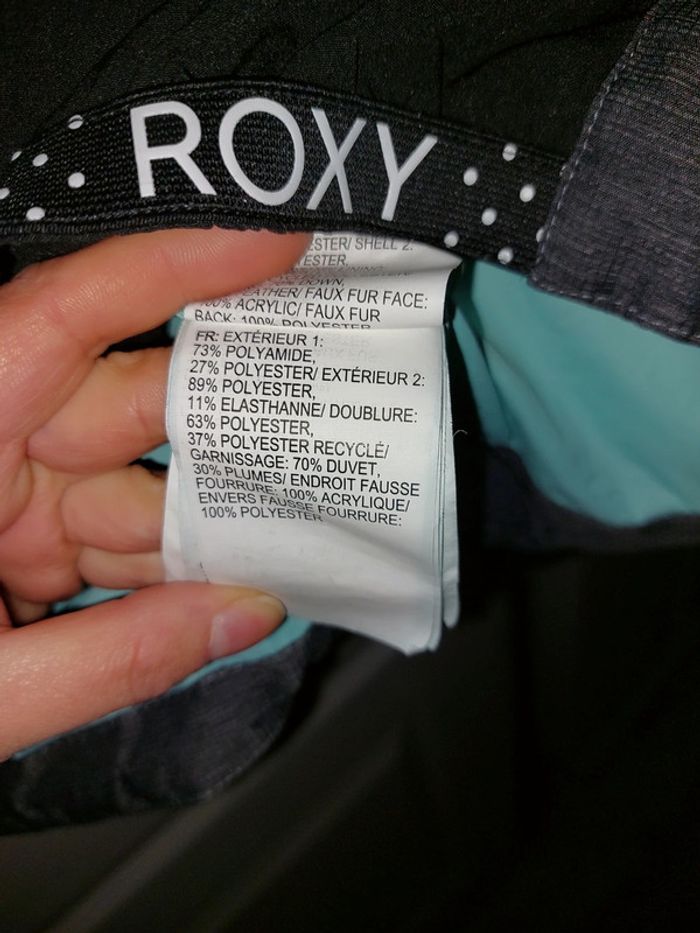 ROXY
ESTER/ SHELL 2:
ESTER,
DOWN,
ATHER/ FAUX FUR FACE:
100% ACRYLIC/ FAUX FUR
BACK: 100% POLYESTER
FR: EXTÉRIEUR 1:
73% POLYAMIDE,
27% POLYESTER/ EXTÉRIEUR 2:
89% POLYESTER,
11% ELASTHANNE/ DOUBLURE:
63% POLYESTER,
37% POLYESTER RECYCLÉ/
GARNISSAGE: 70% DUVET,
30% PLUMES/ ENDROIT FAUSSE
FOURRURE: 100% ACRYLIQUE/
ENVERS FAUSSE FOURRURE:
100% POLYESTER